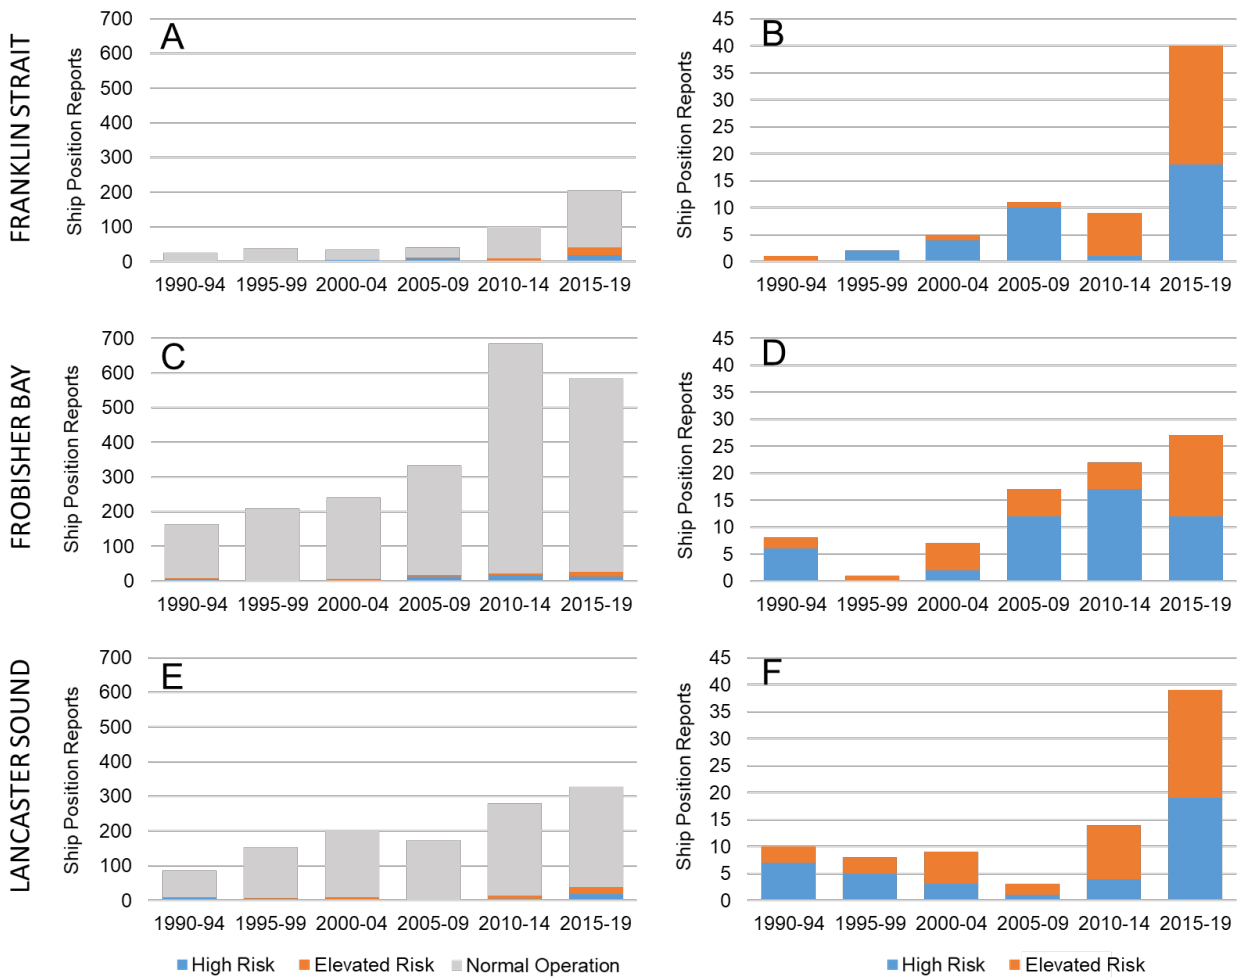 FRANKLIN STRAIT
A
Ship Position Reports
700
600
500
400
300
200
100
0
1990-94 1995-99 2000-04 2005-09 2010-14 2015-19
B
Ship Position Reports
45
40
35
30
25
20
15
10
5
0
1990-94 1995-99 2000-04 2005-09 2010-14 2015-19
FROBISHER BAY
C
Ship Position Reports
700
600
500
400
300
200
100
0
1990-94 1995-99 2000-04 2005-09 2010-14 2015-19
D
Ship Position Reports
45
40
35
30
25
20
15
10
5
0
1990-94 1995-99 2000-04 2005-09 2010-14 2015-19
LANCASTER SOUND
E
Ship Position Reports
700
600
500
400
300
200
100
0
1990-94 1995-99 2000-04 2005-09 2010-14 2015-19
F
Ship Position Reports
45
40
35
30
25
20
15
10
5
0
1990-94 1995-99 2000-04 2005-09 2010-14 2015-19
High Risk Elevated Risk Normal Operation
High Risk Elevated Risk